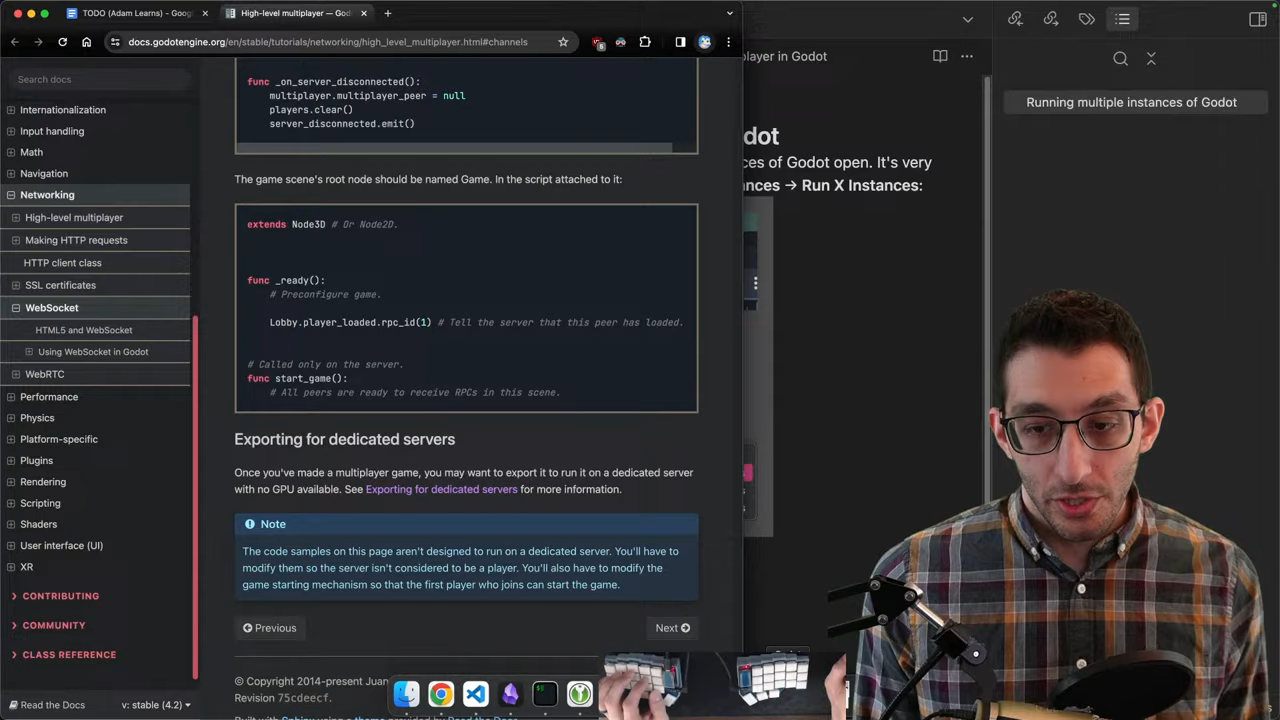 TODO (Adam Learns) - Goog
High-level multiplayer — God
docs.godotengine.org/en/stable/tutorials/networking/high_level_multiplayer.html#channels
Search docs
Internationalization
Input handling
Math
Navigation
Networking
High-level multiplayer
Making HTTP requests
HTTP client class
SSL certificates
WebSocket
HTML5 and WebSocket
Using WebSocket in Godot
WebRTC
Performance
Physics
Platform-specific
Plugins
Rendering
Scripting
Shaders
User interface (UI)
XR
CONTRIBUTING
COMMUNITY
CLASS REFERENCE
Read the Docs
v: stable (4.2)
func _on_server_disconnected():
multiplayer.multiplayer_peer = null
players.clear()
server_disconnected.emit()
The game scene's root node should be named Game. In the script attached to it:
extends Node3D # Or Node2D.
func _ready():
# Preconfigure game.
Lobby.player_loaded.rpc_id(1) # Tell the server that this peer has loaded.
# Called only on the server.
func start_game():
# All peers are ready to receive RPCs in this scene.
Exporting for dedicated servers
Once you've made a multiplayer game, you may want to export it to run it on a dedicated server
with no GPU available. See Exporting for dedicated servers for more information.
Note
The code samples on this page aren't designed to run on a dedicated server. You'll have to
modify them so the server isn't considered to be a player. You'll also have to modify the
game starting mechanism so that the first player who joins can start the game.
Previous
Next
© Copyright 2014-present Juan
Revision 75cdeecf.
player in Godot
dot
ces of Godot open. It's very
ances → Run X Instances:
Running multiple instances of Godot